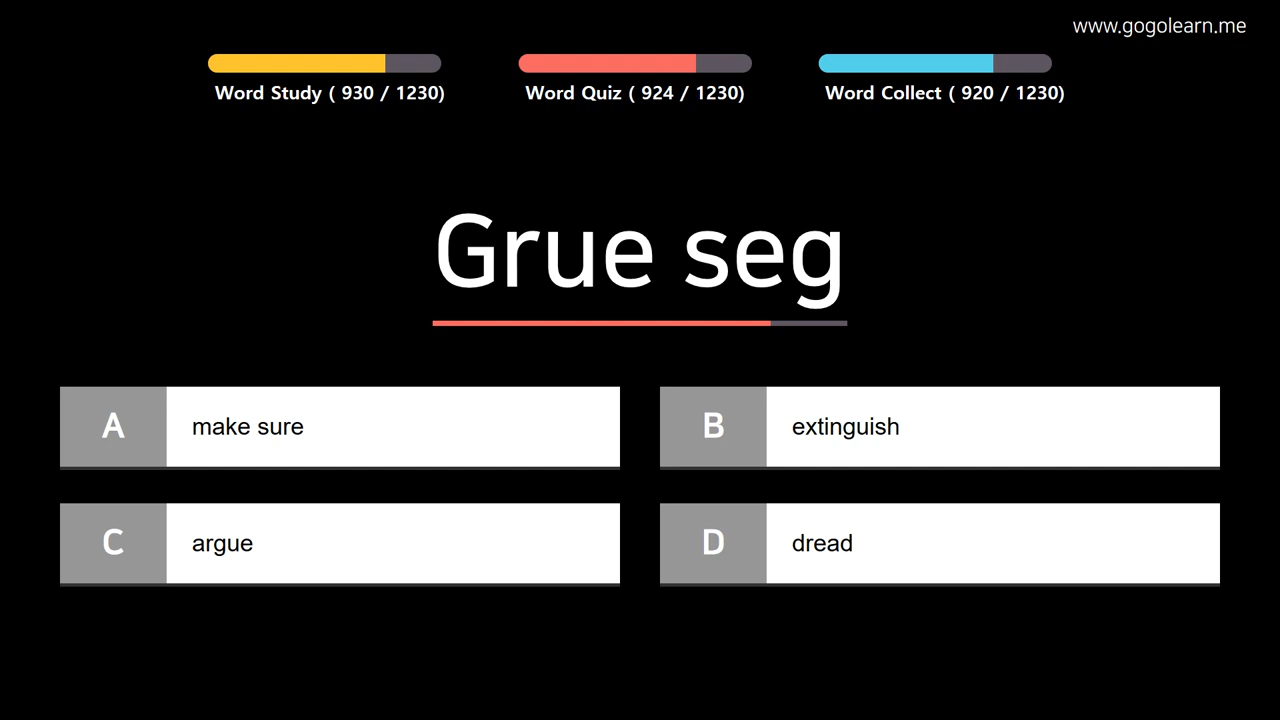 www.gogolearn.me
Word Study ( 930 / 1230)
Word Quiz ( 924 / 1230)
Word Collect ( 920 / 1230)
Grue seg
A make sure
B extinguish
C argue
D dread